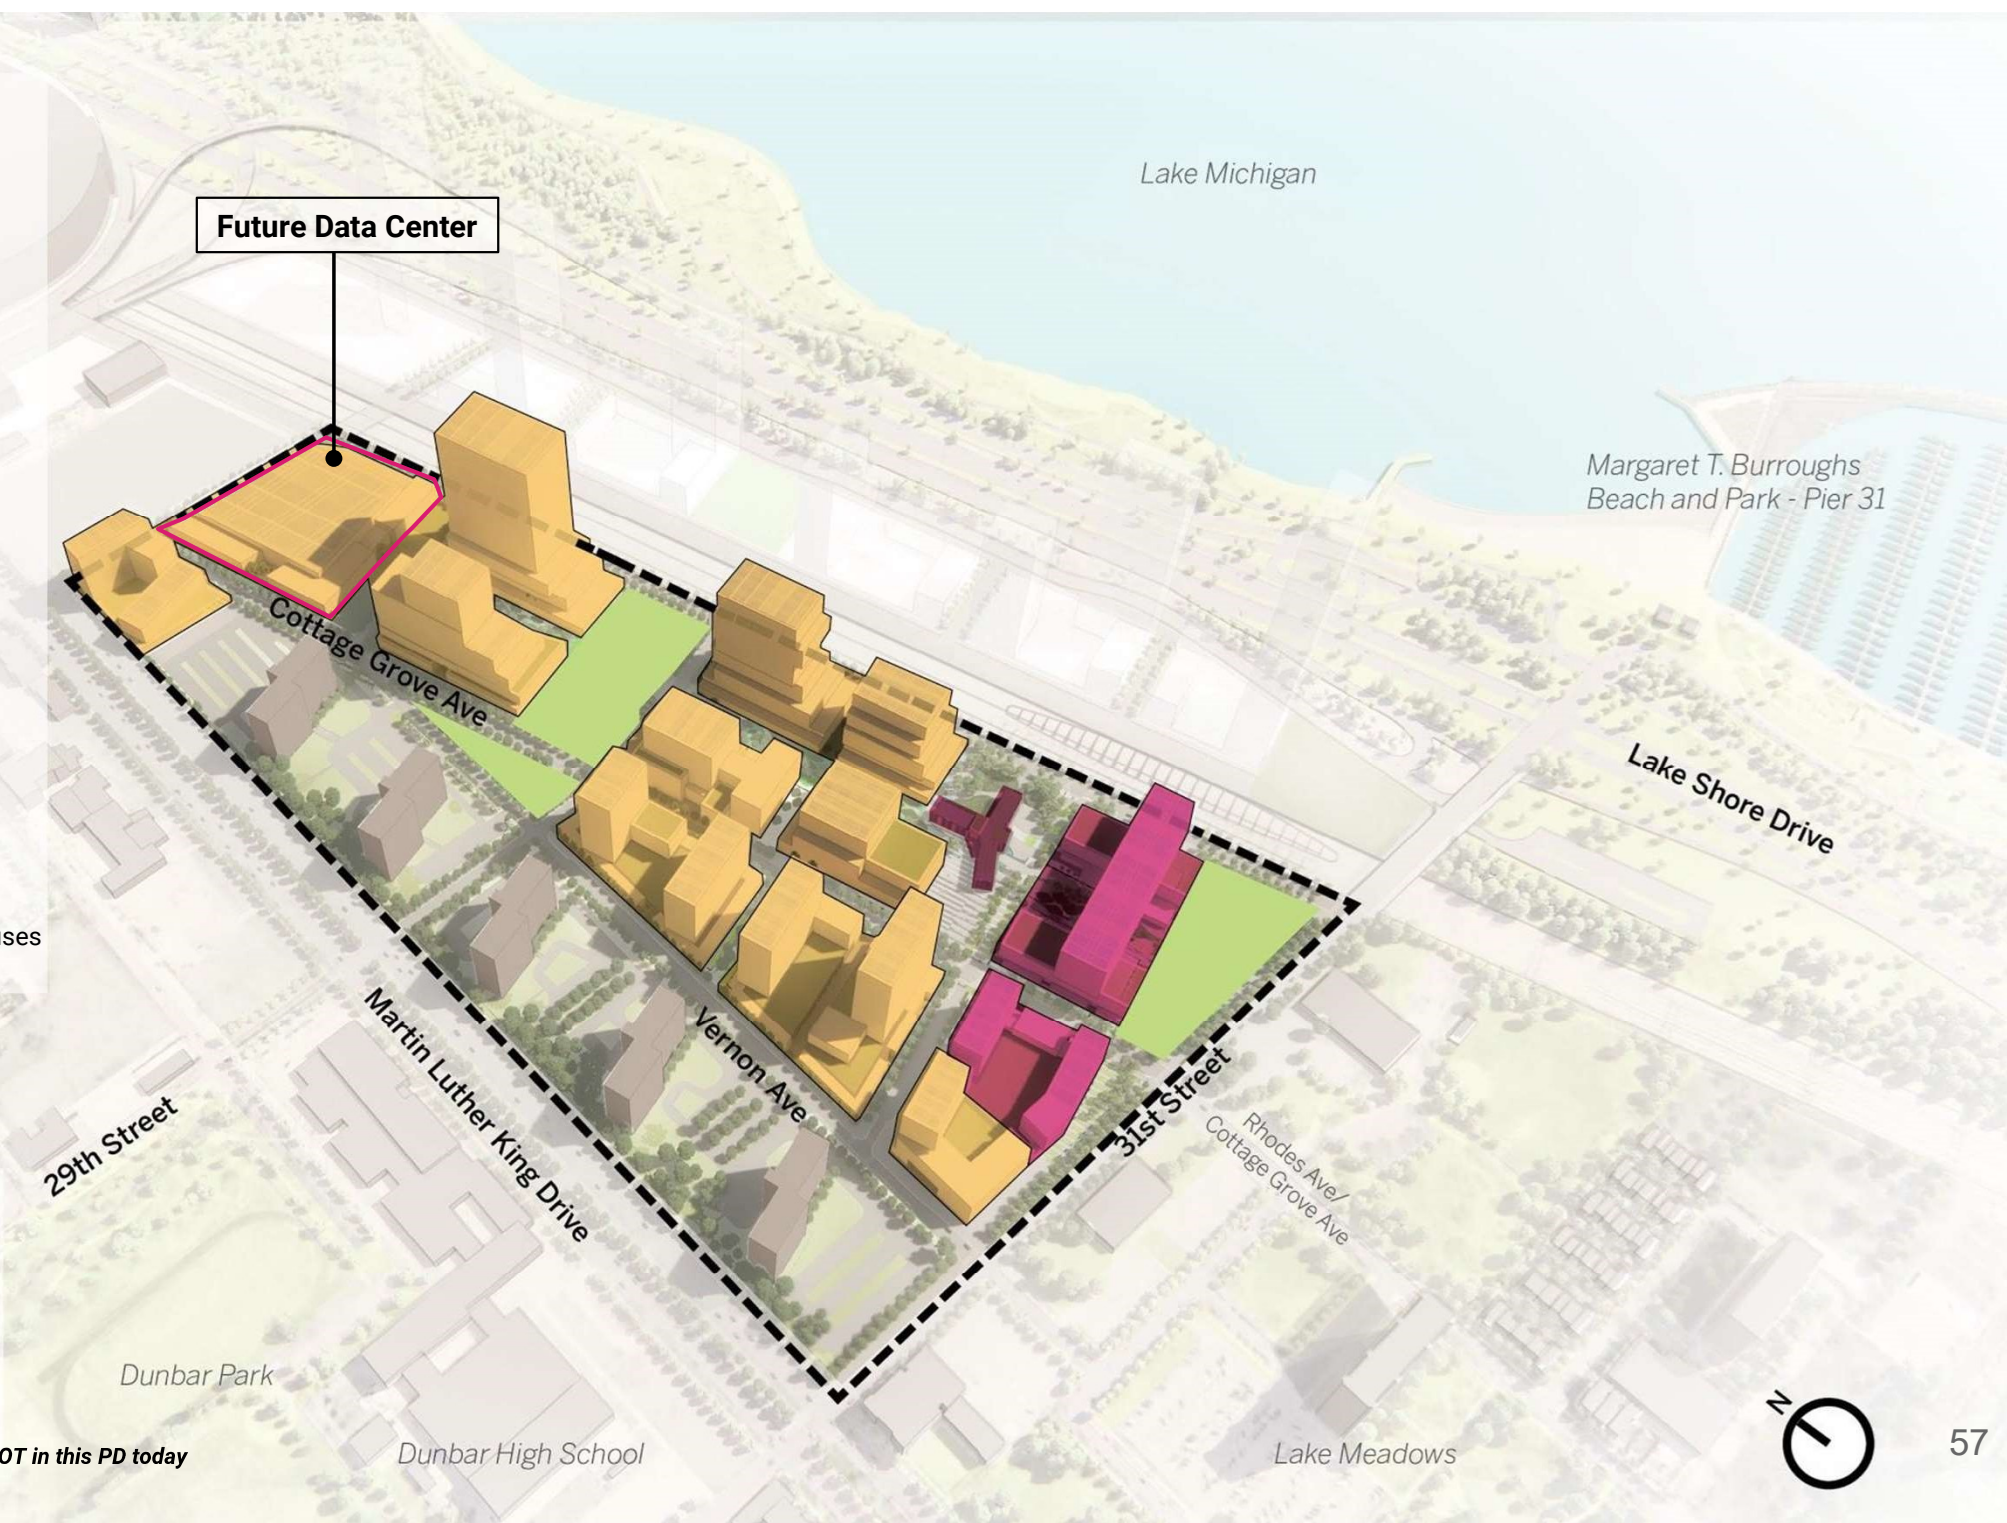 Lake Michigan
Future Data Center
Margaret T. Burroughs
Beach and Park - Pier 31
Cottage Grove Ave
Lake Shore Drive
ses
Martin Luther King Drive
Vernon Ave
29th Street
31st Street
Rhodes Ave/
Cottage Grove Ave
Dunbar Park
N
OT in this PD today
Dunbar High School
Lake Meadows
57